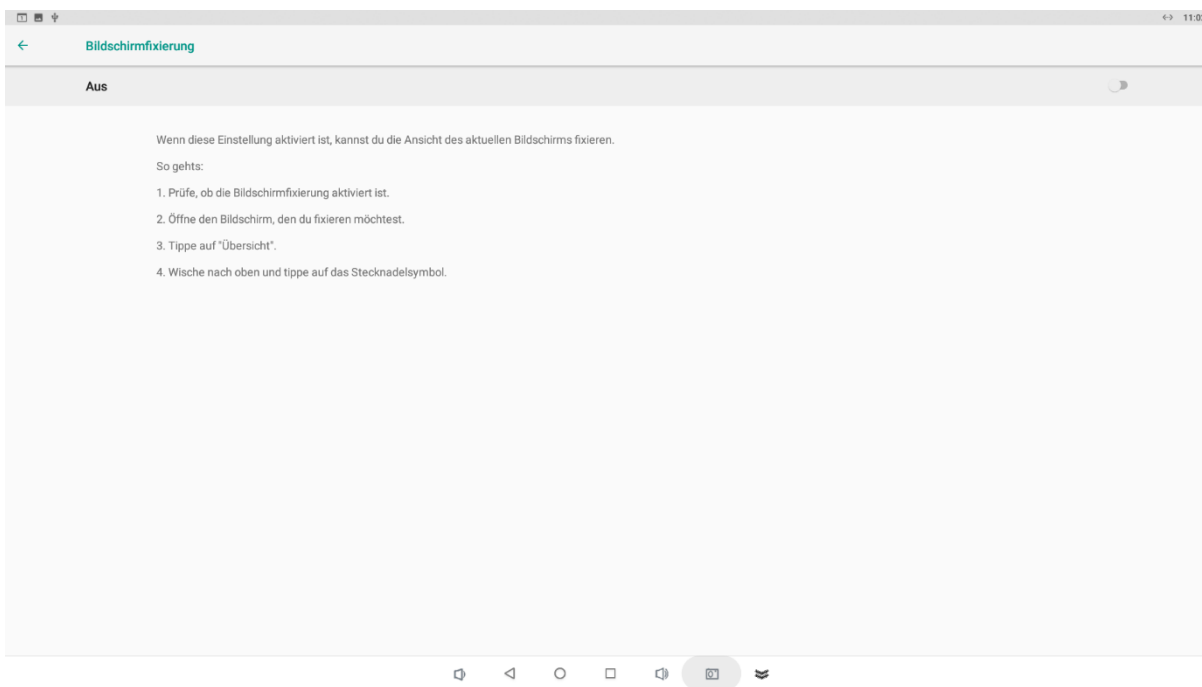 11:0
Bildschirmfixierung
Aus
Wenn diese Einstellung aktiviert ist, kannst du die Ansicht des aktuellen Bildschirms fixieren.
So gehts:
1. Prüfe, ob die Bildschirmfixierung aktiviert ist.
2. Öffne den Bildschirm, den du fixieren möchtest.
3. Tippe auf "Übersicht".
4. Wische nach oben und tippe auf das Stecknadelsymbol.